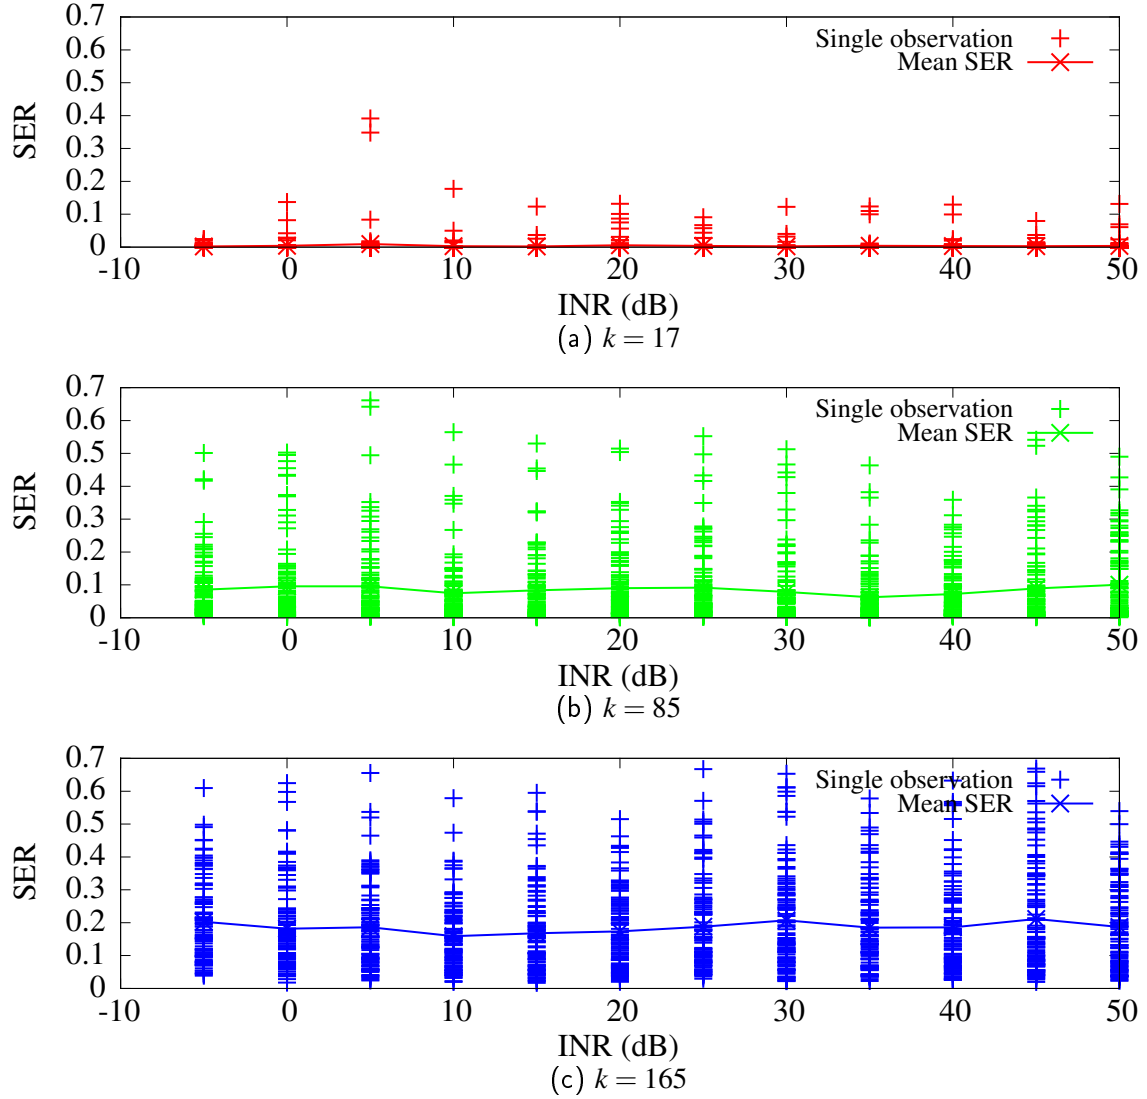 0.7
0.6
0.5
0.4
0.3
0.2
0.1
0
SER
Single observation
Mean SER
-10 0 10 20 30 40 50
INR (dB)
(a) k = 17
0.7
0.6
0.5
0.4
0.3
0.2
0.1
0
SER
Single observation
Mean SER
-10 0 10 20 30 40 50
INR (dB)
(b) k = 85
0.7
0.6
0.5
0.4
0.3
0.2
0.1
0
SER
Single observation
Mean SER
-10 0 10 20 30 40 50
INR (dB)
(c) k = 165